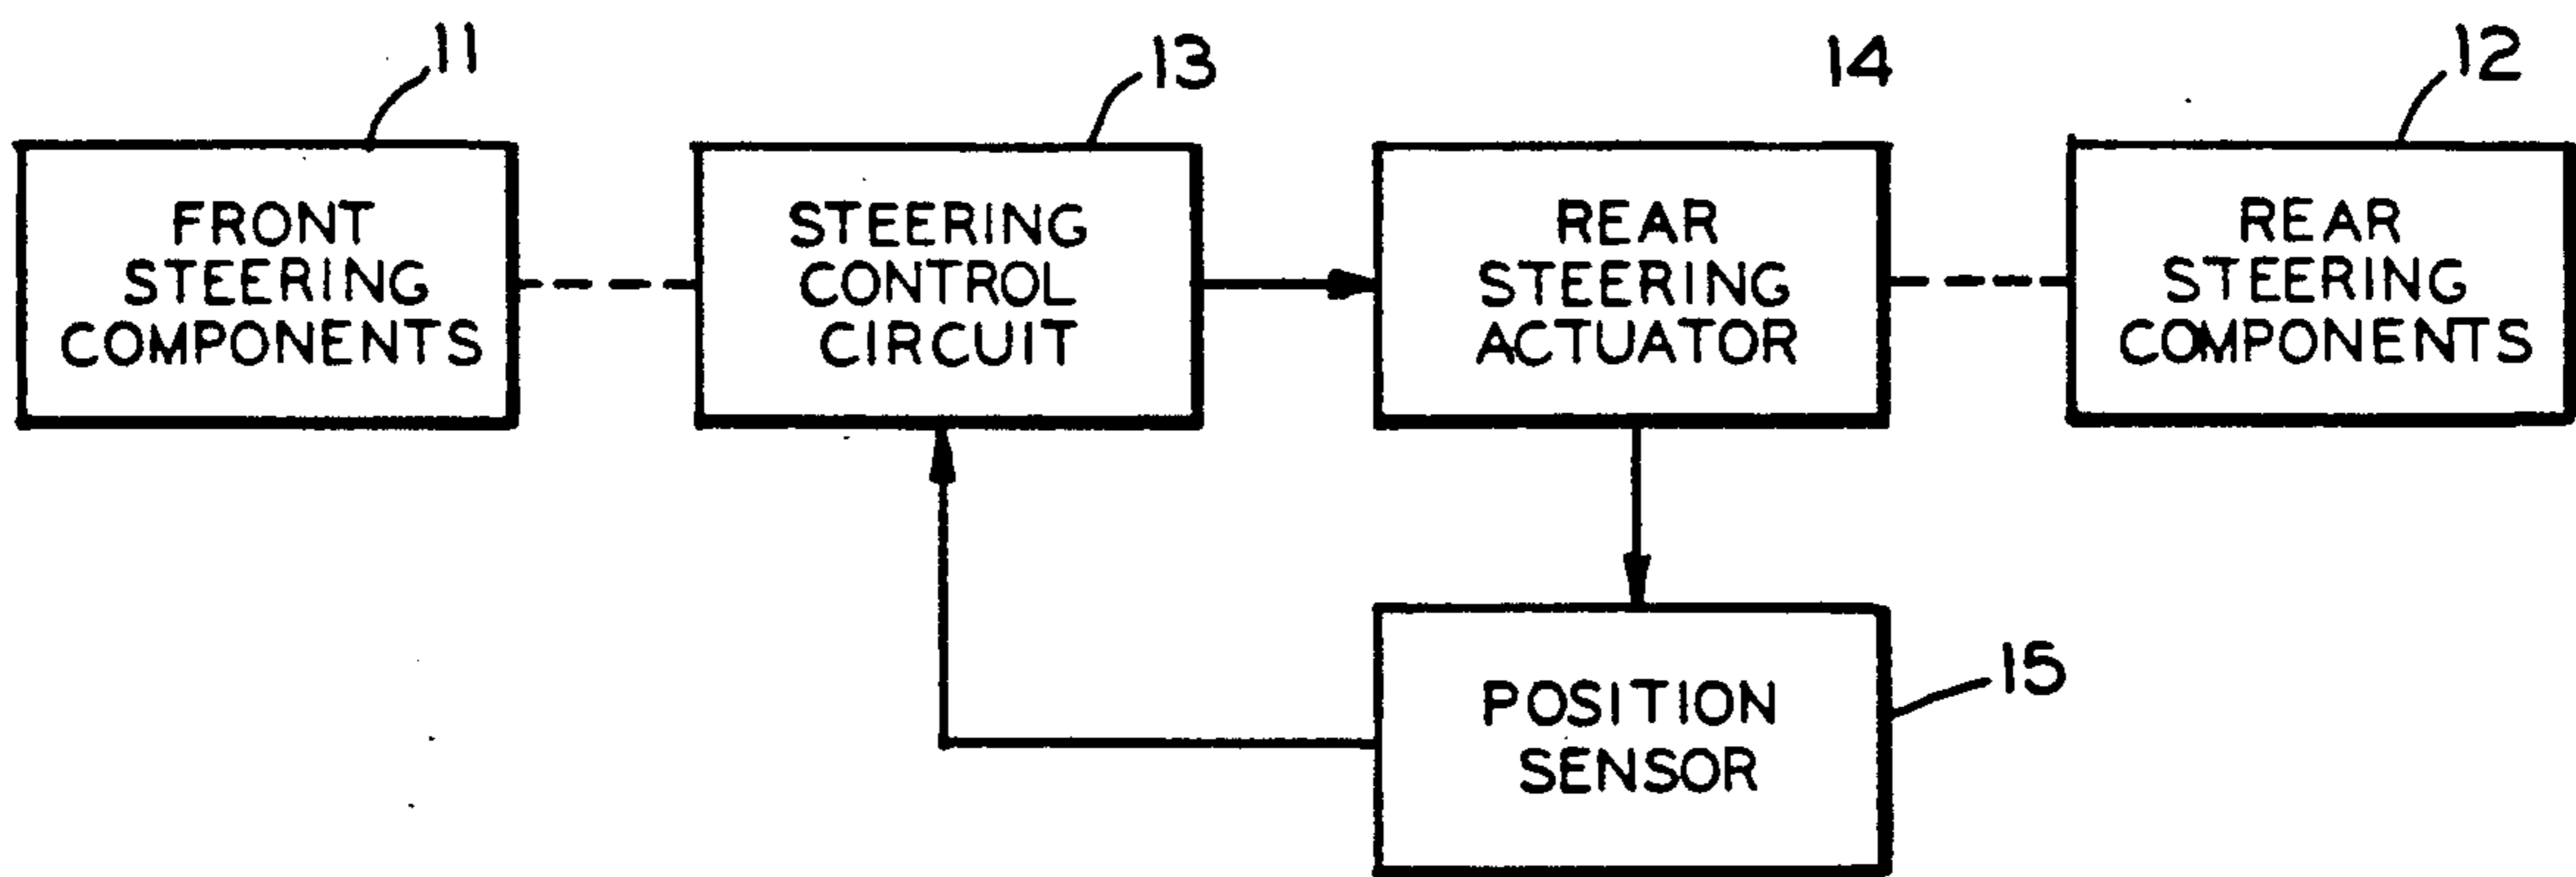 11
13
14
12
FRONT
STEERING
COMPONENTS
STEERING
CONTROL
CIRCUIT
REAR
STEERING
ACTUATOR
REAR
STEERING
COMPONENTS
15
POSITION
SENSOR